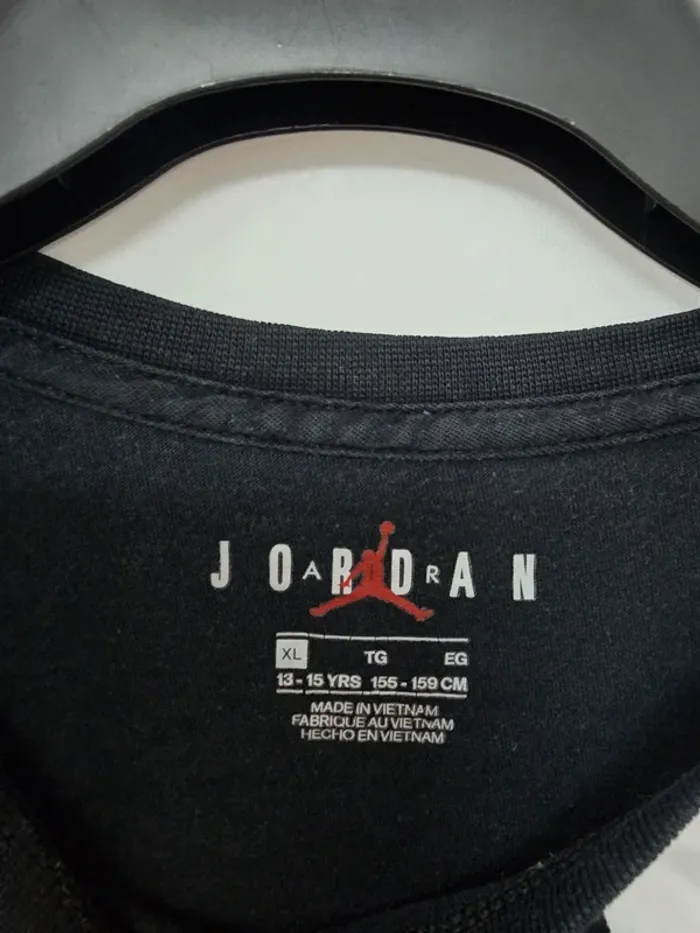 JORDAN
AIR
XL TG EG
13 - 15 YRS 155 - 159 CM
MADE IN VIETNAM
FABRIQUE AU VIETNAM
HECHO EN VIETNAM